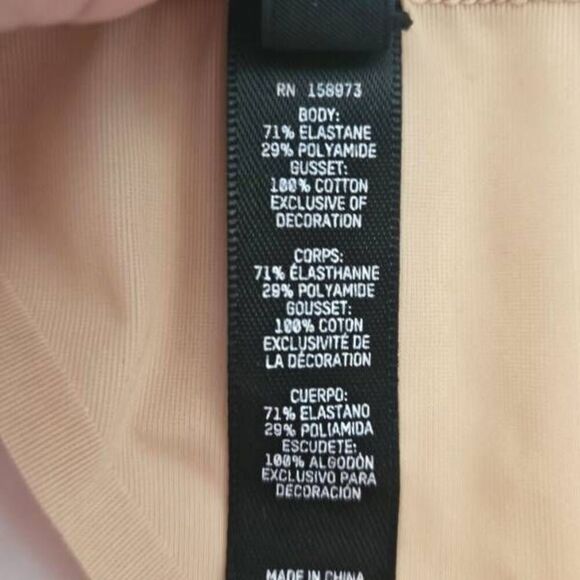 RN 158973
BODY:
71% ELASTANE
29% POLYAMIDE
GUSSET:
100% COTTON
EXCLUSIVE OF
DECORATION
CORPS:
71% ÉLASTHANNE
29% POLYAMIDE
GOUSSET:
100% COTON
EXCLUSIVITÉ DE
LA DÉCORATION
CUERPO:
71% ELASTANO
29% POLIAMIDA
ESCUDETE:
100% ALGODÓN
EXCLUSIVO PARA
DECORACIÓN
MADE IN CHINA